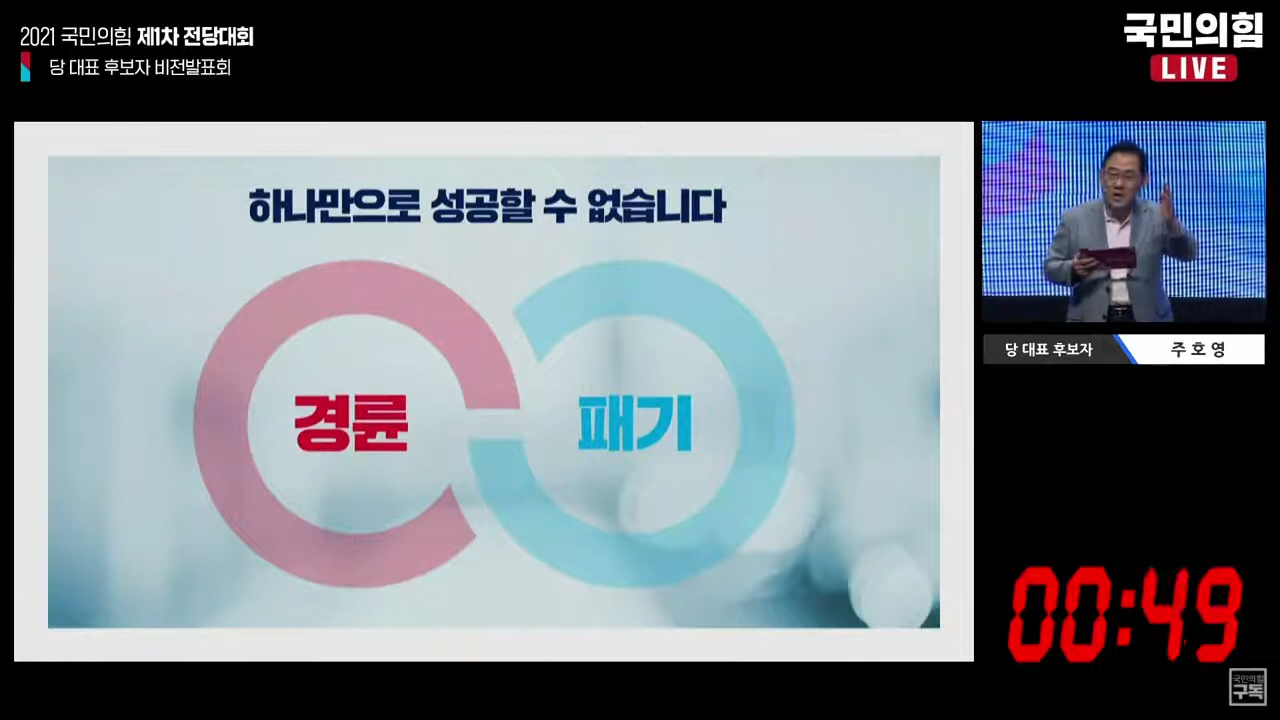 2021 국민의힘 제1차 전당대회
당 대표 후보자 비전발표회
국민의힘
LIVE
하나만으로 성공할 수 없습니다
경륜
패기
당 대표 후보자
주호영
00:49
국민의힘
구독